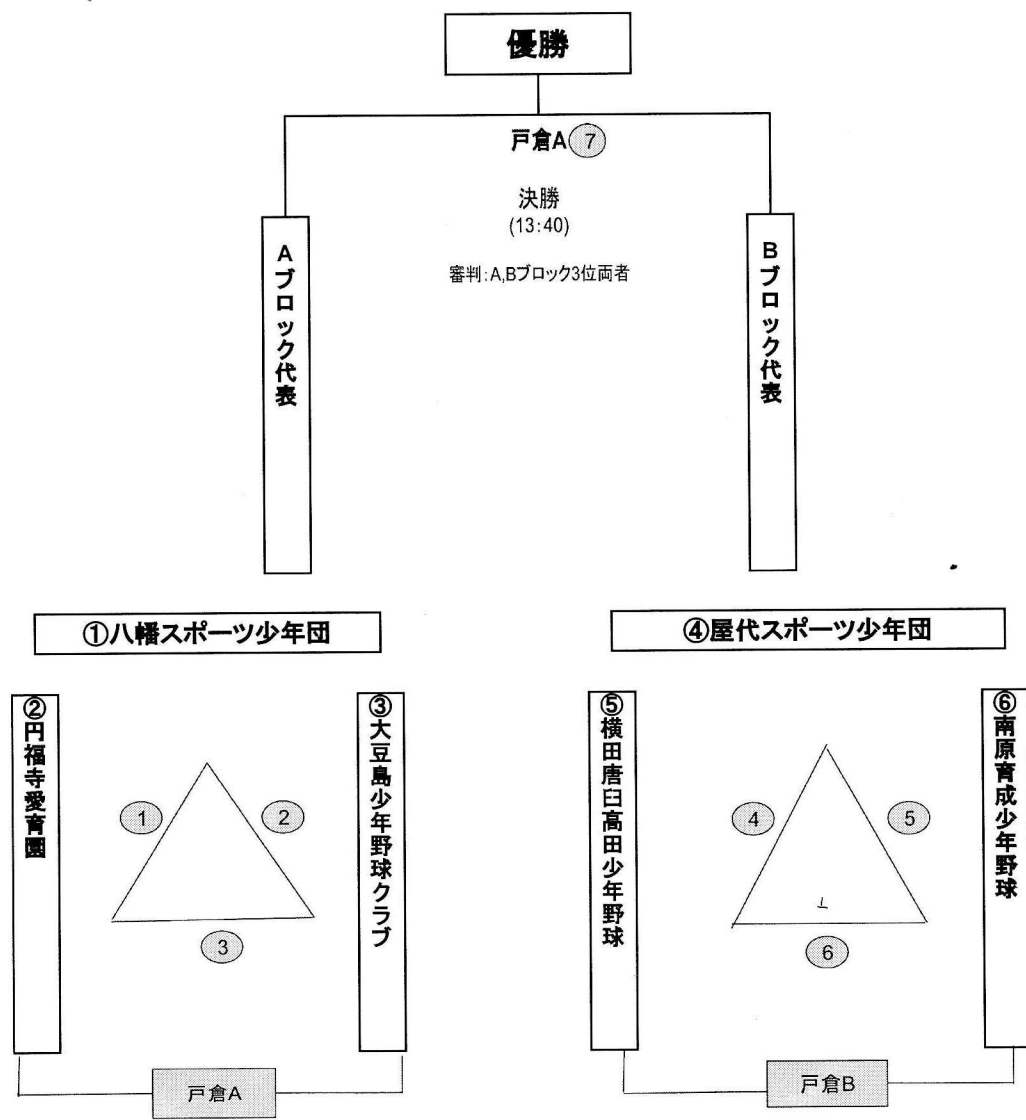 優勝
戸倉A 7
決勝
(13:40)
審判:A,Bブロック3位両者
Aブロック代表
Bブロック代表
①八幡スポーツ少年団
④屋代スポーツ少年団
②円福寺愛育園
③大豆島少年野球クラブ
⑤横田唐臼高田少年野球
⑥南原育成少年野球
1
2
3
4
5
6
戸倉A
戸倉B